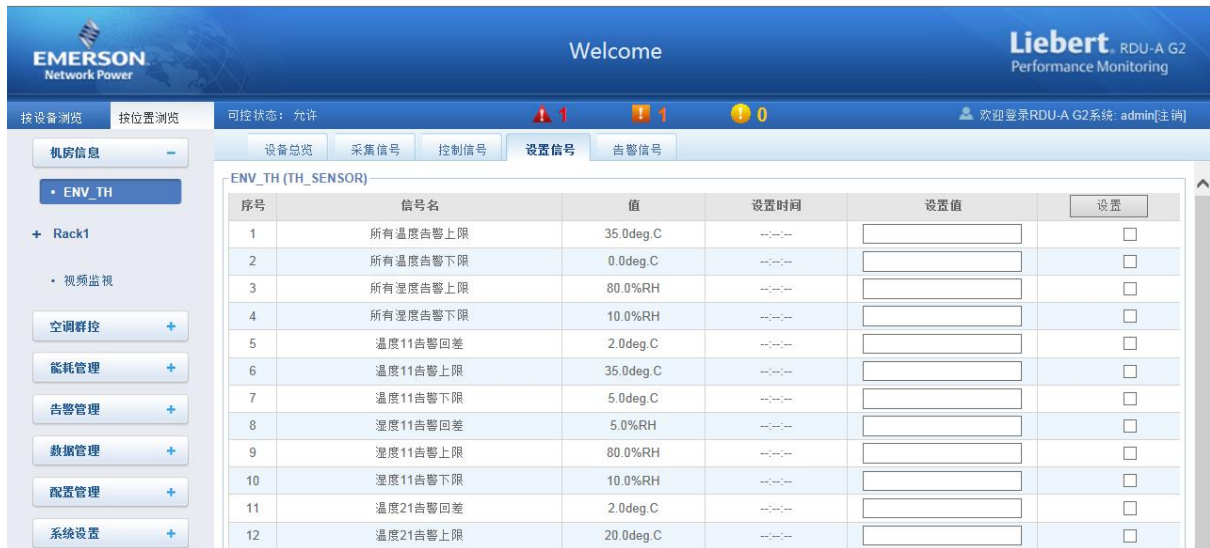 EMERSON
Network Power
Welcome
Liebert® RDU-A G2
Performance Monitoring
按设备浏览 按位置浏览 可控状态：允许 1 1 0 欢迎登录RDU-A G2系统: admin[注销]
机房信息 −
• ENV_TH
+ Rack1
• 视频监视
空调群控 +
能耗管理 +
告警管理 +
数据管理 +
配置管理 +
系统设置 +
设备总览 采集信号 控制信号 设置信号 告警信号
ENV_TH (TH_SENSOR)
序号 信号名 值 设置时间 设置值 设置
1 所有温度告警上限 35.0deg.C --:--:--
2 所有温度告警下限 0.0deg.C --:--:--
3 所有湿度告警上限 80.0%RH --:--:--
4 所有湿度告警下限 10.0%RH --:--:--
5 温度11告警回差 2.0deg.C --:--:--
6 温度11告警上限 35.0deg.C --:--:--
7 温度11告警下限 5.0deg.C --:--:--
8 湿度11告警回差 5.0%RH --:--:--
9 湿度11告警上限 80.0%RH --:--:--
10 湿度11告警下限 10.0%RH --:--:--
11 温度21告警回差 2.0deg.C --:--:--
12 温度21告警上限 20.0deg.C --:--:--